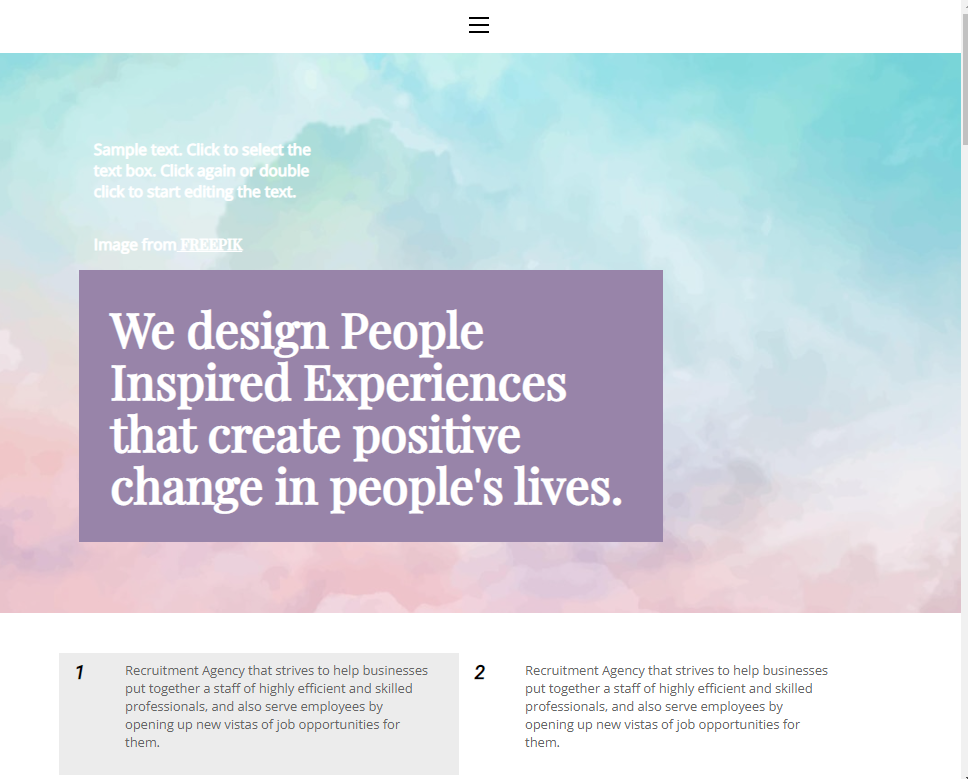 Sample text. Click to select the
text box. Click again or double
click to start editing the text.
Image from FREEPIK
We design People
Inspired Experiences
that create positive
change in people's lives.
1
Recruitment Agency that strives to help businesses
put together a staff of highly efficient and skilled
professionals, and also serve employees by
opening up new vistas of job opportunities for
them.
2
Recruitment Agency that strives to help businesses
put together a staff of highly efficient and skilled
professionals, and also serve employees by
opening up new vistas of job opportunities for
them.